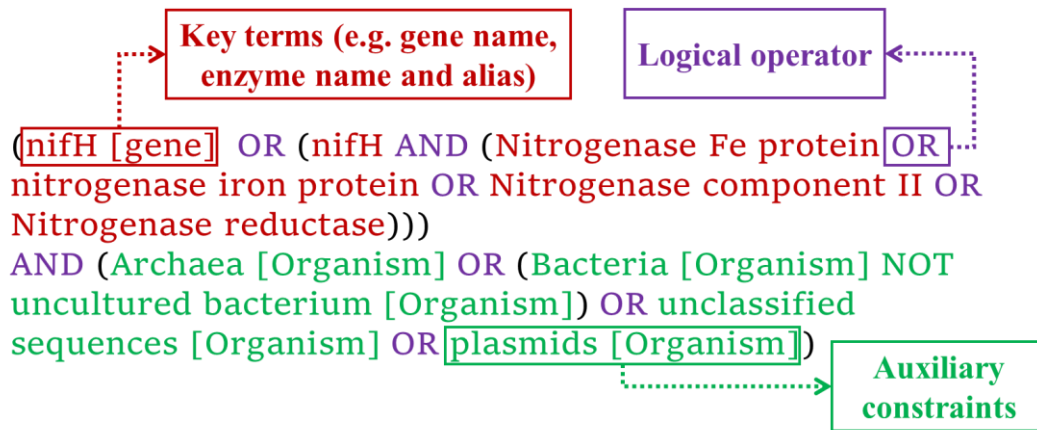 Key terms (e.g. gene name,
enzyme name and alias)
Logical operator
(nifH [gene] OR (nifH AND (Nitrogenase Fe protein OR
nitrogenase iron protein OR Nitrogenase component II OR
Nitrogenase reductase)))
AND (Archaea [Organism] OR (Bacteria [Organism] NOT
uncultured bacterium [Organism]) OR unclassified
sequences [Organism] OR plasmids [Organism])
Auxiliary
constraints